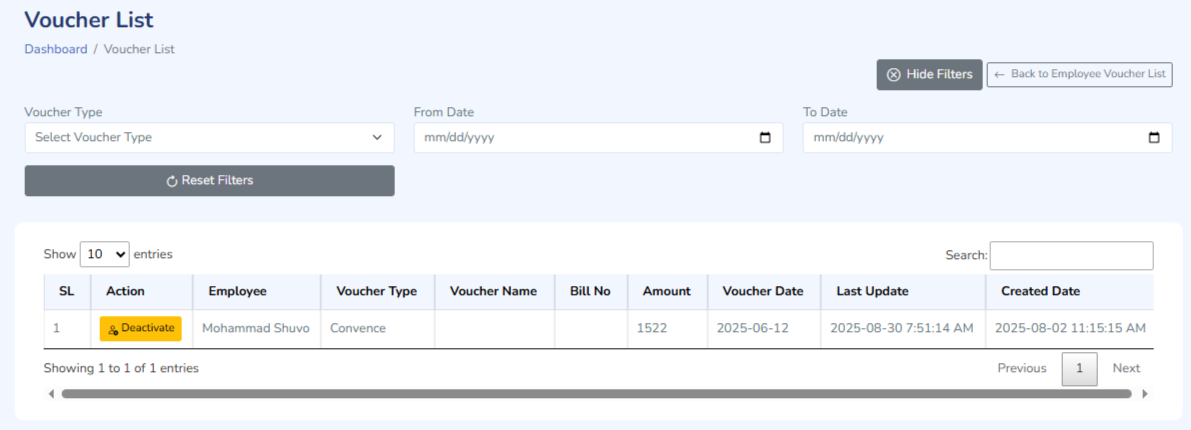 Voucher List
Dashboard / Voucher List
Hide Filters ← Back to Employee Voucher List
Voucher Type From Date To Date
Select Voucher Type mm/dd/yyyy mm/dd/yyyy
Reset Filters
Show 10 entries Search:
SL Action Employee Voucher Type Voucher Name Bill No Amount Voucher Date Last Update Created Date
1 Deactivate Mohammad Shuvo Convence 1522 2025-06-12 2025-08-30 7:51:14 AM 2025-08-02 11:15:15 AM
Showing 1 to 1 of 1 entries Previous 1 Next